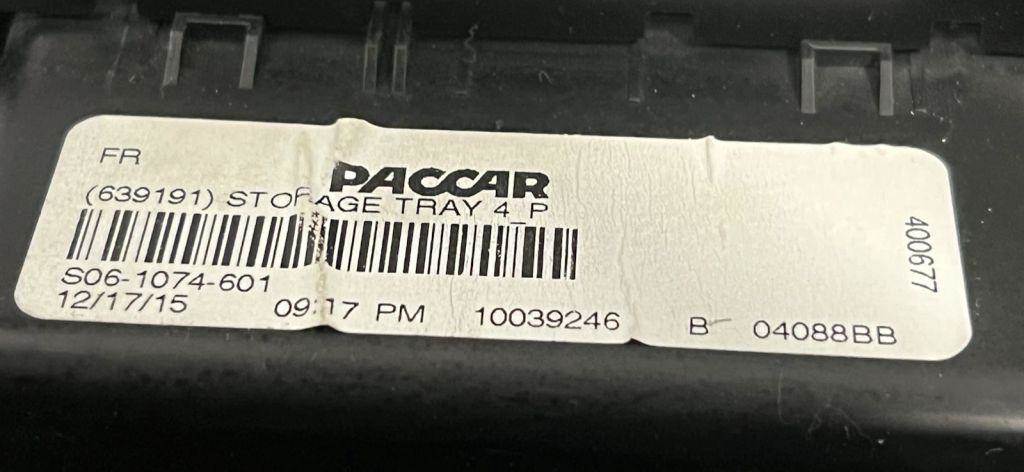 FR
PACCAR
(639191) STORAGE TRAY 4_P
S06-1074-601
12/17/15 09:17 PM 10039246 B 04088BB
400677